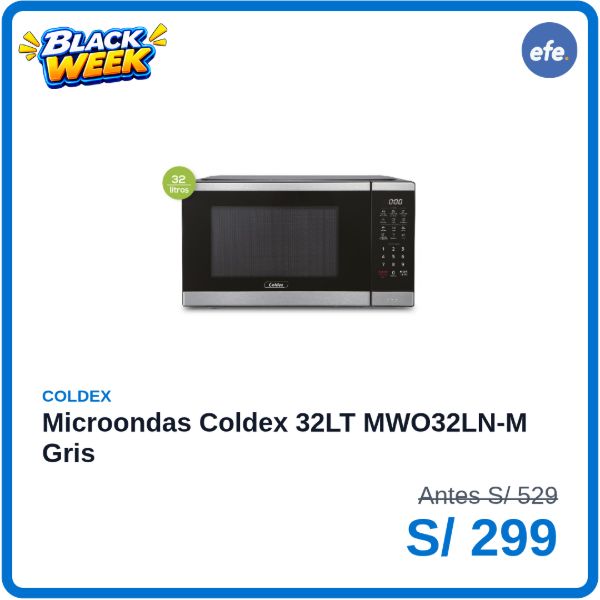 BLACK
WEEK
efe.
32
litros
Coldex
COLDEX
Microondas Coldex 32LT MWO32LN-M
Gris
Antes S/ 529
S/ 299